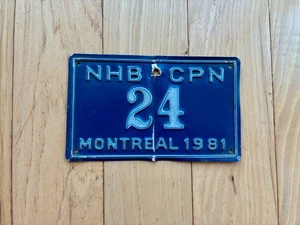 NHB CPN
24
MONTREAL 1981